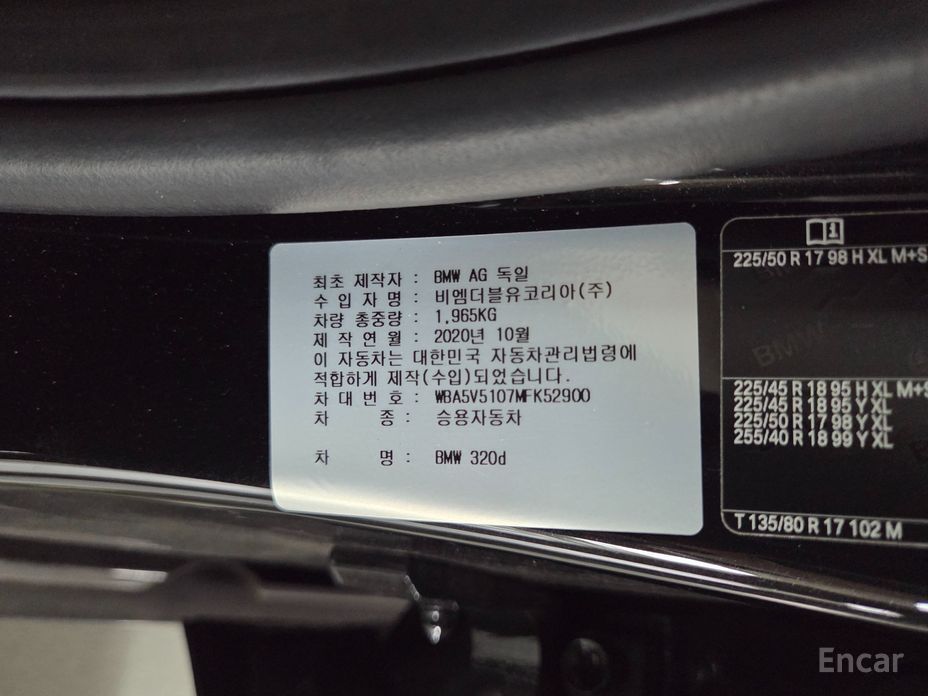 최초 제작자 : BMW AG 독일
수 입 자 명 : 비엠더블유코리아(주)
차량 총중량 : 1,965KG
제 작 연 월 : 2020년 10월
이 자동차는 대한민국 자동차관리법령에
적합하게 제작(수입)되었습니다.
차 대 번 호 : WBA5V5107MFK52900
차 종 : 승용자동차
차 명 : BMW 320d
225/50 R 17 98 H XL M+S
BMW
225/45 R 18 95 H XL M+S
225/45 R 18 95 Y XL
225/50 R 17 98 Y XL
255/40 R 18 99 Y XL
T 135/80 R 17 102 M
Encar